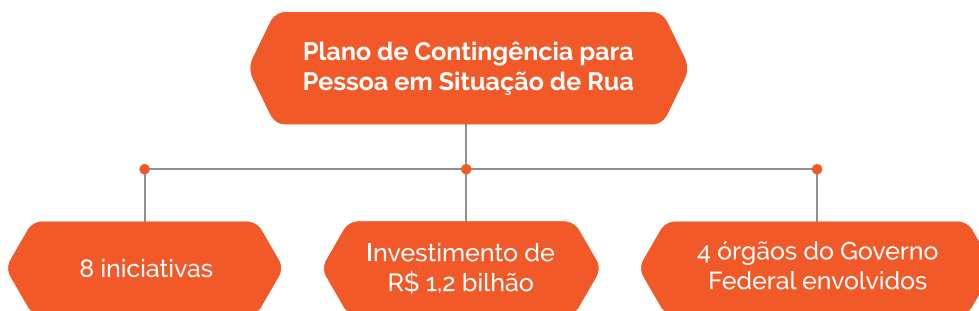 Plano de Contingência para
Pessoa em Situação de Rua
8 iniciativas
Investimento de
R$ 1,2 bilhão
4 órgãos do Governo
Federal envolvidos